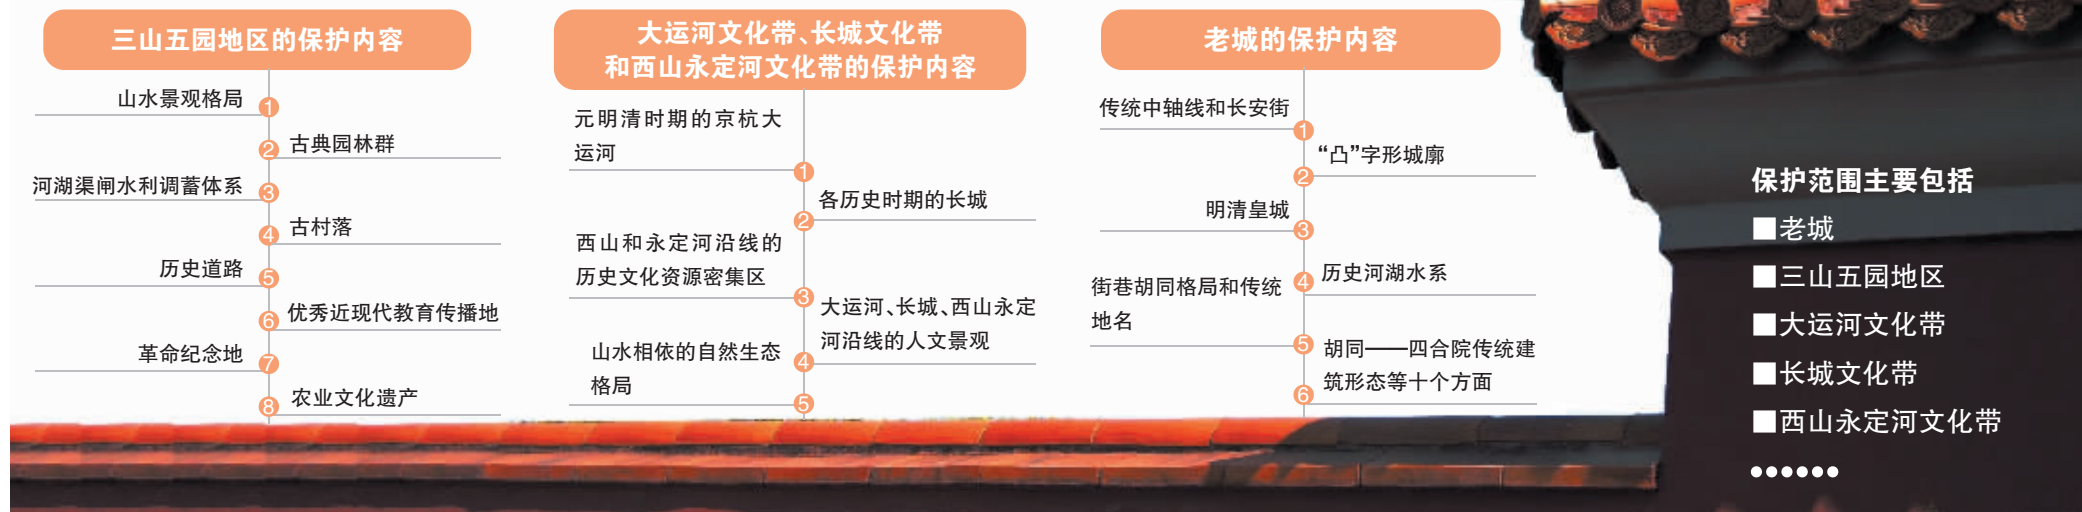 三山五园地区的保护内容
山水景观格局
1
2
古典园林群
河湖渠闸水利调蓄体系
3
4
古村落
历史道路
5
6
优秀近现代教育传播地
革命纪念地
7
8
农业文化遗产
大运河文化带、长城文化带
和西山永定河文化带的保护内容
元明清时期的京杭大
运河
1
各历史时期的长城
2
西山和永定河沿线的
历史文化资源密集区
3
大运河、长城、西山永定
河沿线的人文景观
4
山水相依的自然生态
格局
5
老城的保护内容
传统中轴线和长安街
1
“凸”字形城廓
2
明清皇城
3
历史河湖水系
4
街巷胡同格局和传统
地名
5
胡同——四合院传统建
筑形态等十个方面
6
保护范围主要包括
■老城
■三山五园地区
■大运河文化带
■长城文化带
■西山永定河文化带
●●●●●●